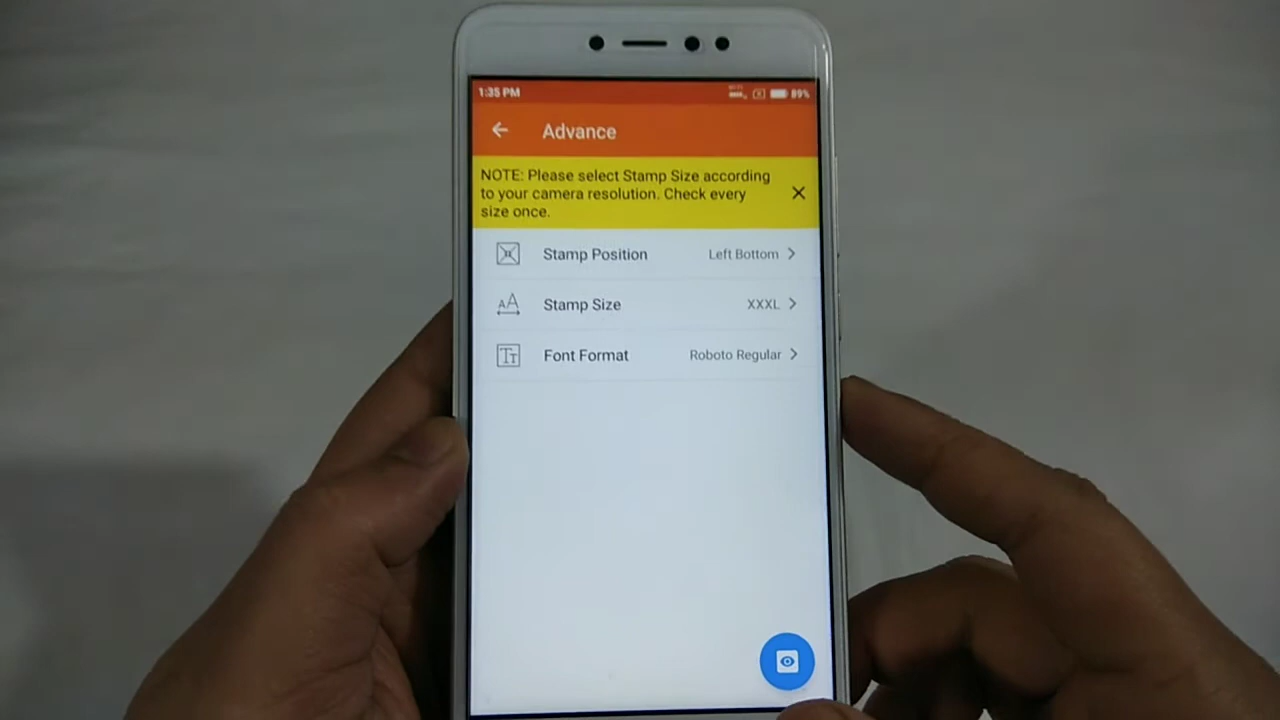 1:35 PM
89%
Advance
NOTE: Please select Stamp Size according
to your camera resolution. Check every
size once.
Stamp Position Left Bottom
Stamp Size XXXL
Font Format Roboto Regular